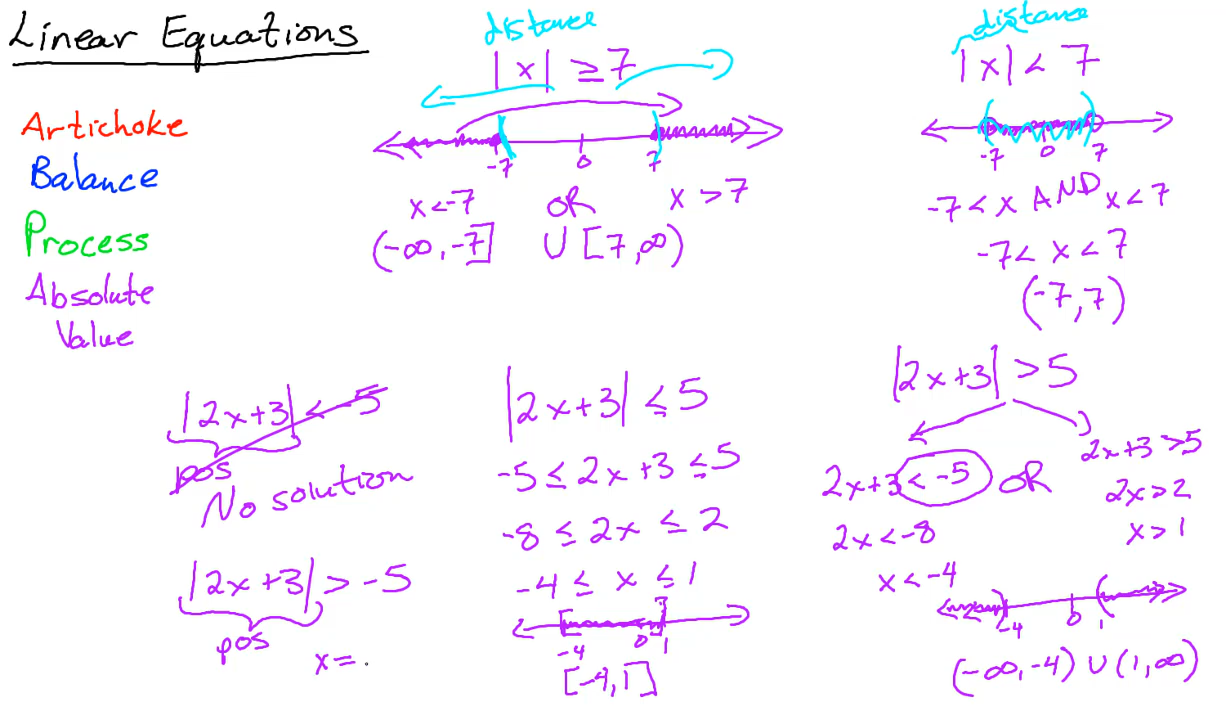 Linear Equations
Artichoke
Balance
Process
Absolute
Value
distance
|x| ≥ 7
-7 0 7
x<-7 OR x>7
(-∞,-7] ∪ [7,∞)
distance
|x| < 7
-7 0 7
-7<x AND x<7
-7< x < 7
(-7,7)
|2x+3| < -5
pos
No solution
|2x+3| > -5
pos
x=
|2x+3| ≤ 5
-5 ≤ 2x+3 ≤ 5
-8 ≤ 2x ≤ 2
-4 ≤ x ≤ 1
-4 0 1
[-4,1]
|2x+3| > 5
2x+3 < -5 OR 2x+3 >5
2x < -8 2x>2
x < -4 x>1
-4 0 1
(-∞,-4) ∪ (1,∞)